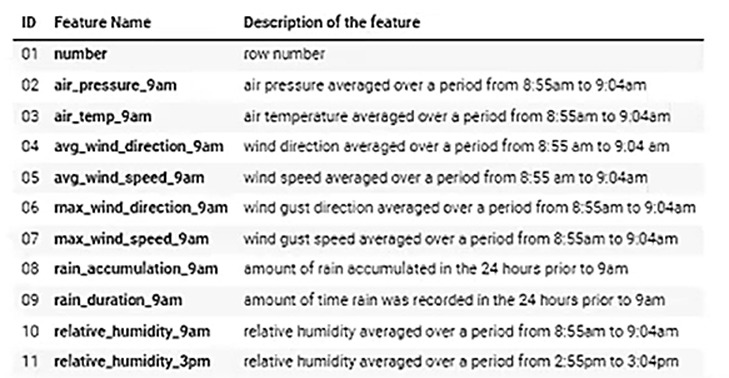 ID Feature Name Description of the feature
01 number row number
02 air_pressure_9am air pressure averaged over a period from 8:55am to 9:04am
03 air_temp_9am air temperature averaged over a period from 8:55am to 9:04am
04 avg_wind_direction_9am wind direction averaged over a period from 8:55 am to 9:04 am
05 avg_wind_speed_9am wind speed averaged over a period from 8:55 am to 9:04am
06 max_wind_direction_9am wind gust direction averaged over a period from 8:55am to 9:04am
07 max_wind_speed_9am wind gust speed averaged over a period from 8:55am to 9:04am
08 rain_accumulation_9am amount of rain accumulated in the 24 hours prior to 9am
09 rain_duration_9am amount of time rain was recorded in the 24 hours prior to 9am
10 relative_humidity_9am relative humidity averaged over a period from 8:55am to 9:04am
11 relative_humidity_3pm relative humidity averaged over a period from 2:55pm to 3:04pm